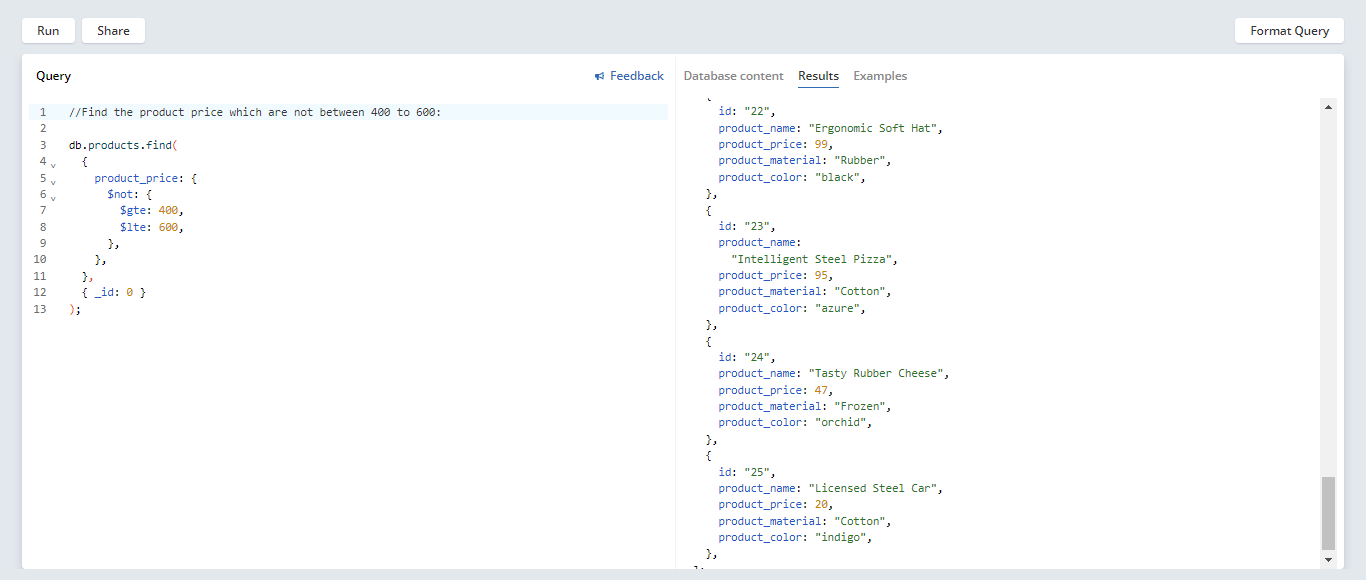 Run Share Format Query
Query Feedback Database content Results Examples
1 //Find the product price which are not between 400 to 600:
2
3 db.products.find(
4 {
5 product_price: {
6 $not: {
7 $gte: 400,
8 $lte: 600,
9 },
10 },
11 },
12 { _id: 0 }
13 );
id: "22",
product_name: "Ergonomic Soft Hat",
product_price: 99,
product_material: "Rubber",
product_color: "black",
},
{
id: "23",
product_name:
"Intelligent Steel Pizza",
product_price: 95,
product_material: "Cotton",
product_color: "azure",
},
{
id: "24",
product_name: "Tasty Rubber Cheese",
product_price: 47,
product_material: "Frozen",
product_color: "orchid",
},
{
id: "25",
product_name: "Licensed Steel Car",
product_price: 20,
product_material: "Cotton",
product_color: "indigo",
},